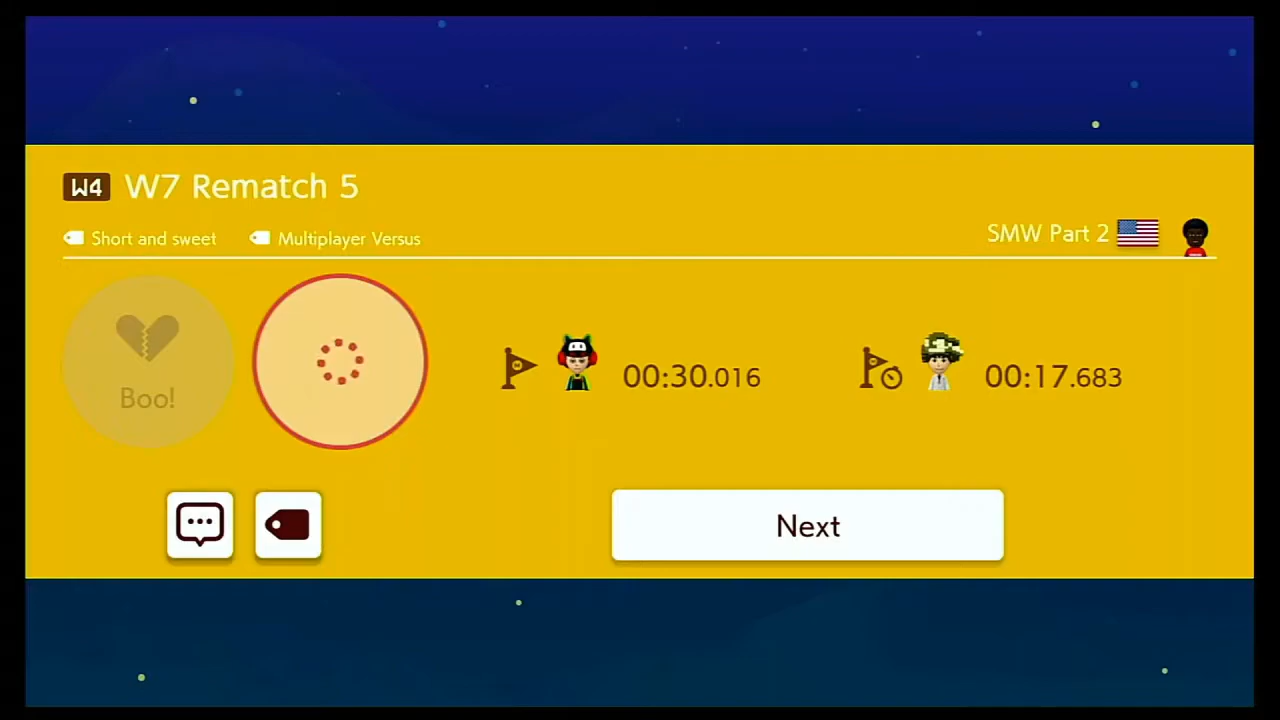 W4 W7 Rematch 5
Short and sweet Multiplayer Versus
SMW Part 2
Boo!
00:30.016
00:17.683
Next